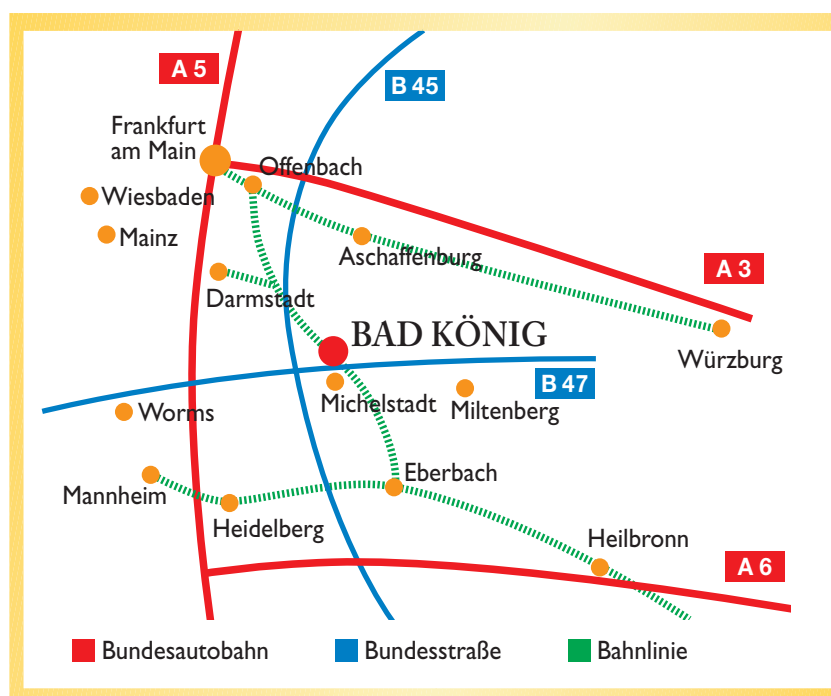 A 5
B 45
Frankfurt
am Main
Offenbach
Wiesbaden
Mainz
Aschaffenburg
A 3
Darmstadt
BAD KÖNIG
Würzburg
B 47
Michelstadt
Miltenberg
Worms
Eberbach
Mannheim
Heidelberg
Heilbronn
A 6
Bundesautobahn
Bundesstraße
Bahnlinie